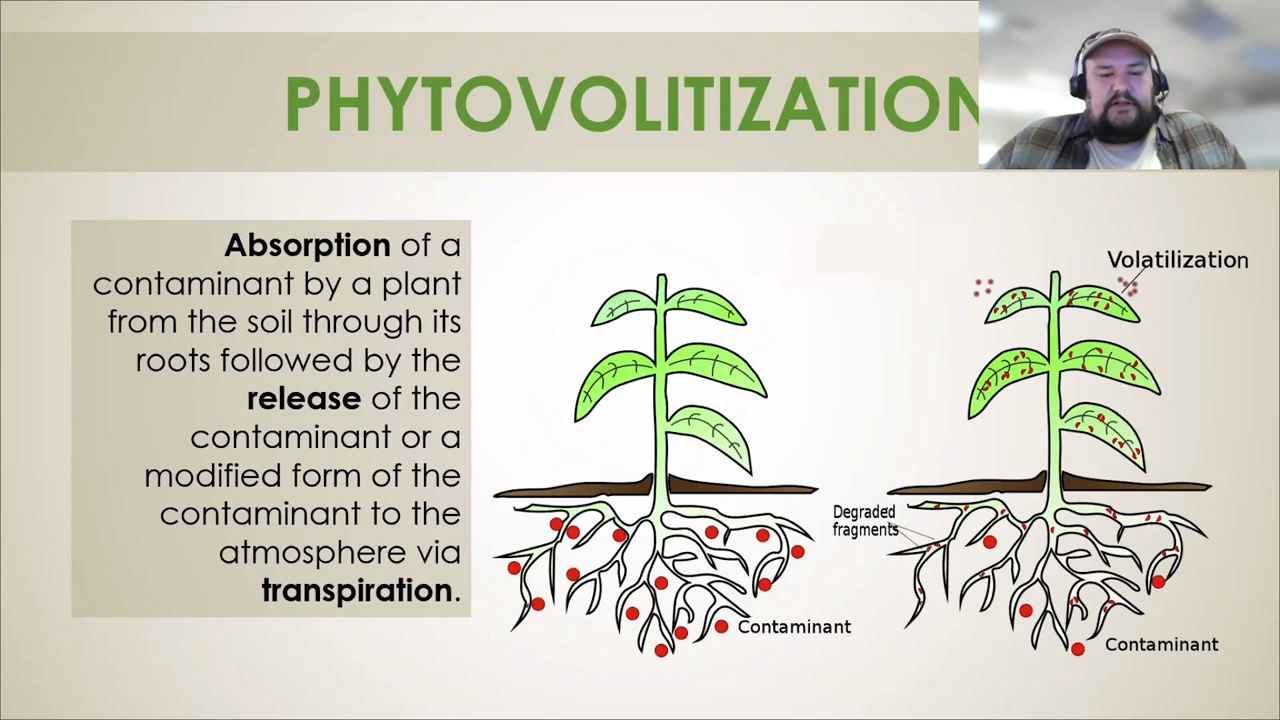 PHYTOVOLITIZATION
Absorption of a
contaminant by a plant
from the soil through its
roots followed by the
release of the
contaminant or a
modified form of the
contaminant to the
atmosphere via
transpiration.
Contaminant
Volatilization
Degraded
fragments
Contaminant